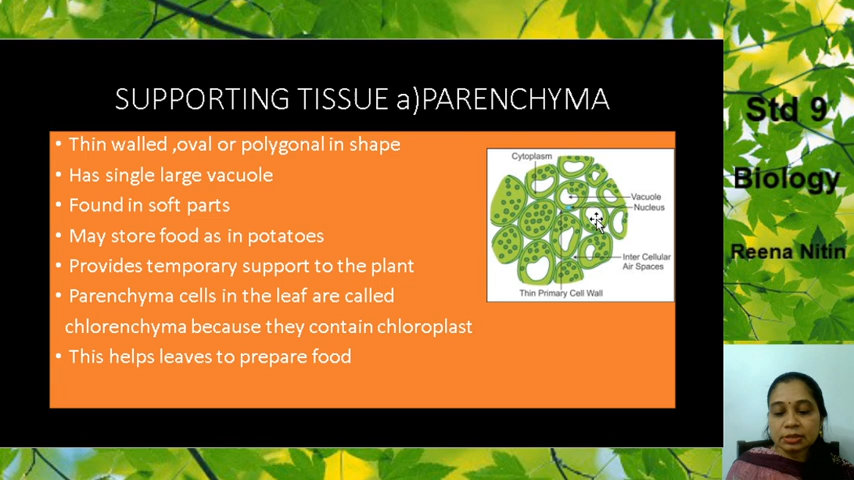 SUPPORTING TISSUE a)PARENCHYMA
• Thin walled ,oval or polygonal in shape
• Has single large vacuole
• Found in soft parts
• May store food as in potatoes
• Provides temporary support to the plant
• Parenchyma cells in the leaf are called
chlorenchyma because they contain chloroplast
• This helps leaves to prepare food
Cytoplasm
Vacuole
Nucleus
Inter Cellular
Air Spaces
Thin Primary Cell Wall
Std 9
Biology
Reena Nitin